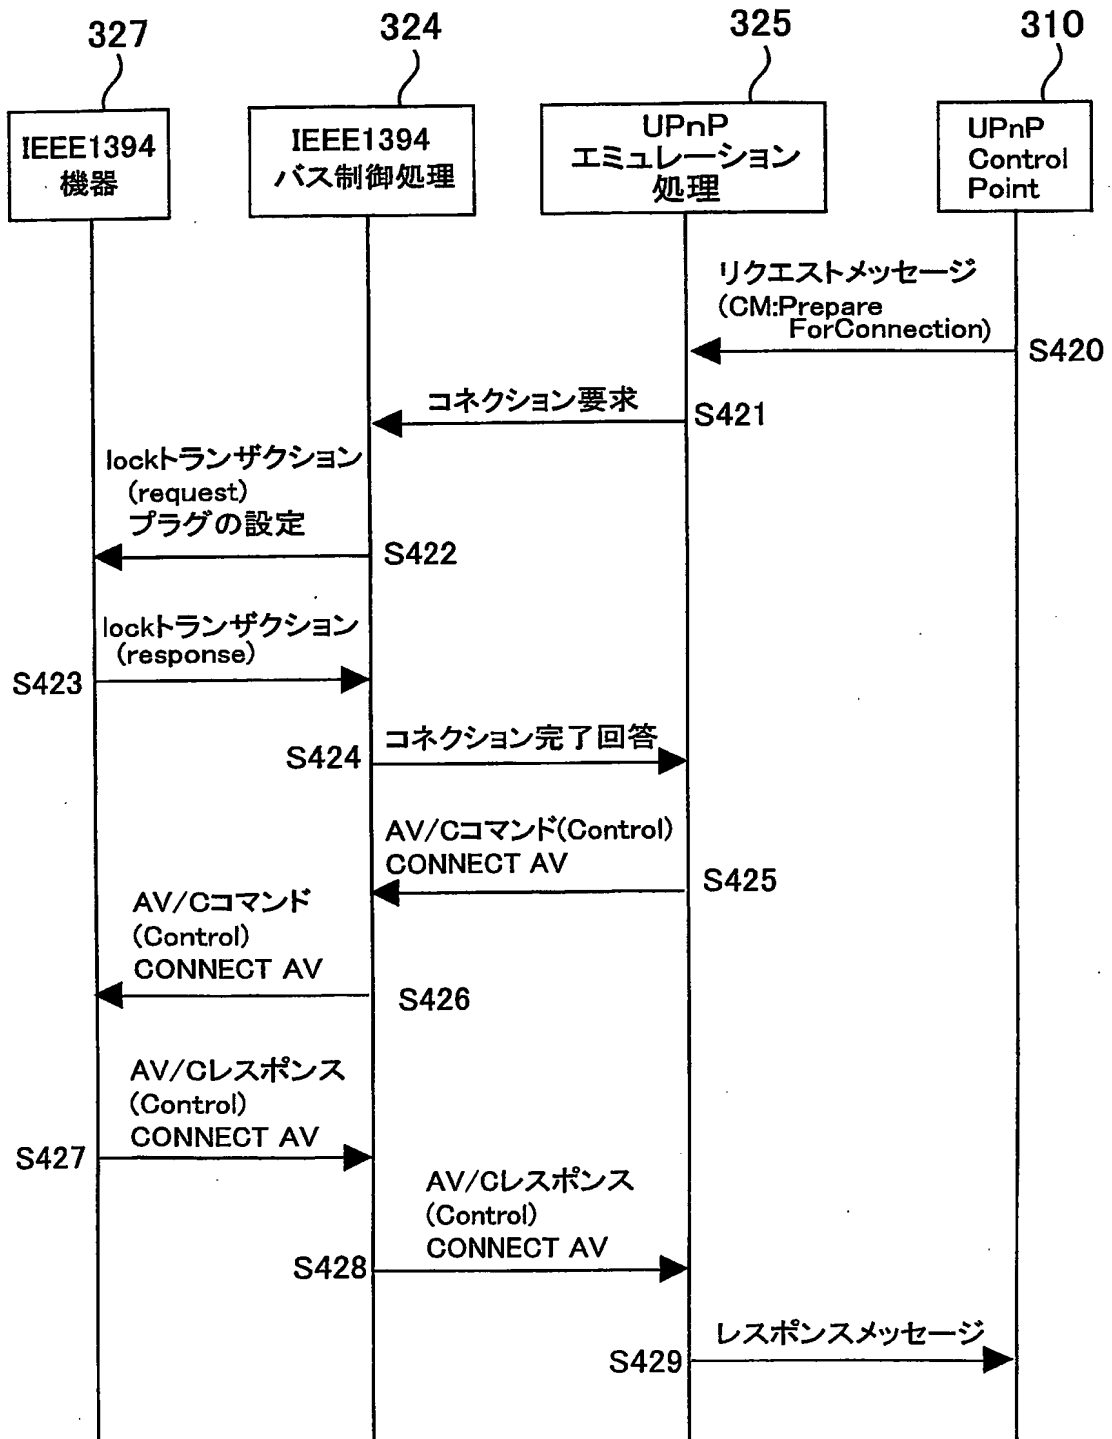 327
324
325
310
IEEE1394
機器
IEEE1394
バス制御処理
UPnP
エミュレーション
処理
UPnP
Control
Point
リクエストメッセージ
(CM:Prepare
ForConnection)
S420
コネクション要求
S421
lockトランザクション
(request)
プラグの設定
S422
lockトランザクション
(response)
S423
コネクション完了回答
S424
AV/Cコマンド(Control)
CONNECT AV
S425
AV/Cコマンド
(Control)
CONNECT AV
S426
AV/Cレスポンス
(Control)
CONNECT AV
S427
AV/Cレスポンス
(Control)
CONNECT AV
S428
レスポンスメッセージ
S429